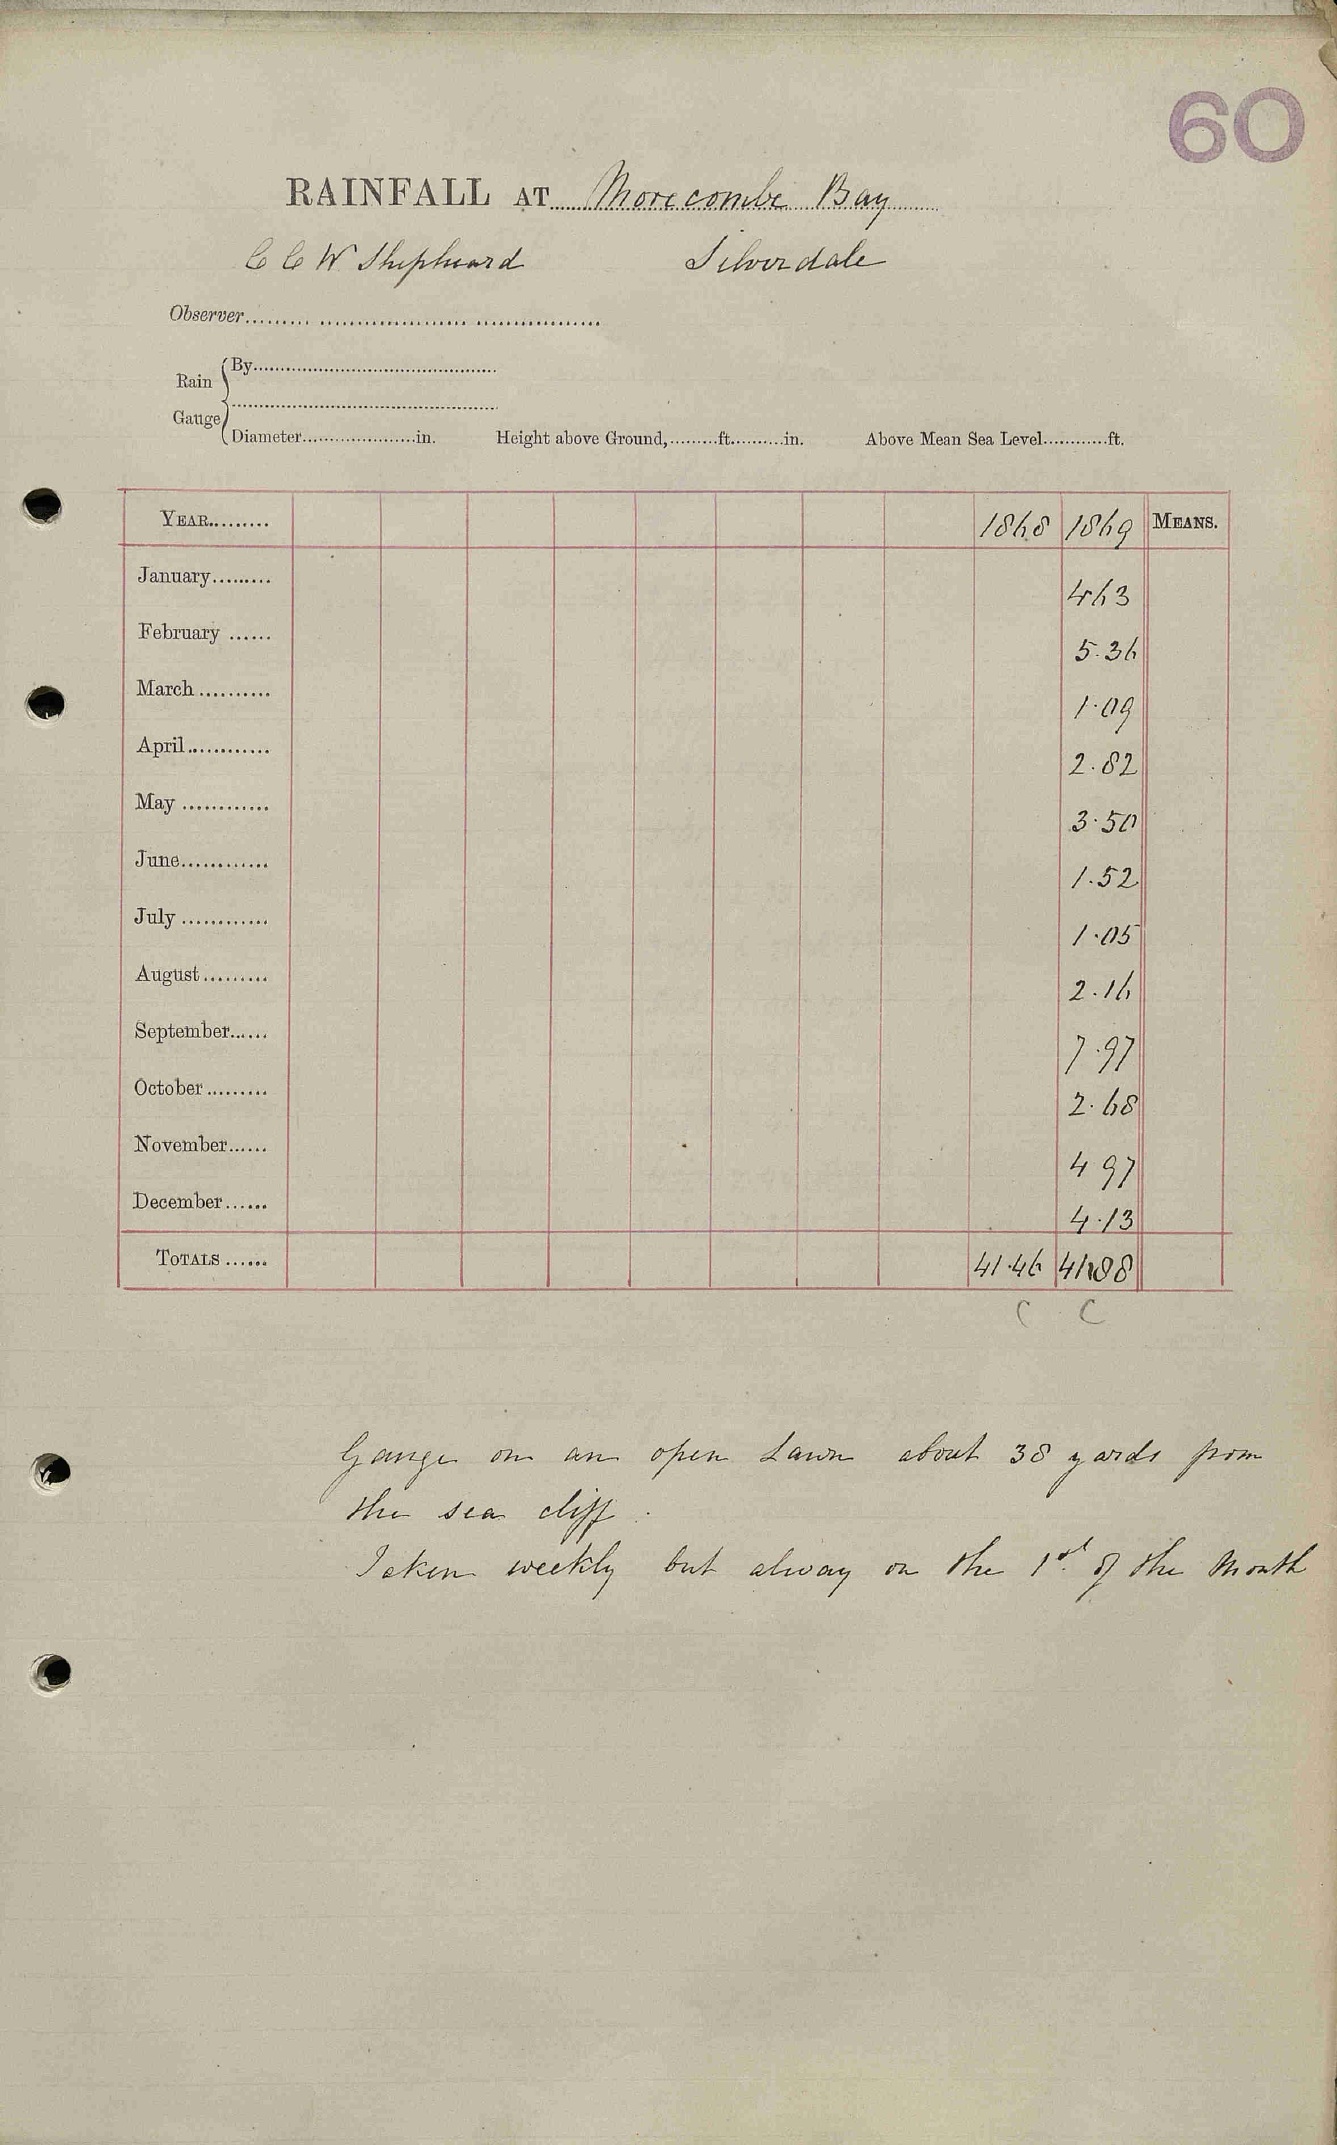 60
RAINFALL AT Morecombe Bay
C C W Shipheard Silverdale
Observer
Rain Gauge
By
Diameter in. Height above Ground, ft. in. Above Mean Sea Level ft.
YEAR 1868 1869 MEANS.
January 463
February 5.36
March 1.09
April 2.82
May 3.50
June 1.52
July 1.05
August 2.16
September 7.97
October 2.68
November 4 97
December 4.13
TOTALS 41.46 41.88
C C
Gauge on an open Lawn about 38 yards from
the sea cliff.
Taken weekly but alway on the 1st of the Month